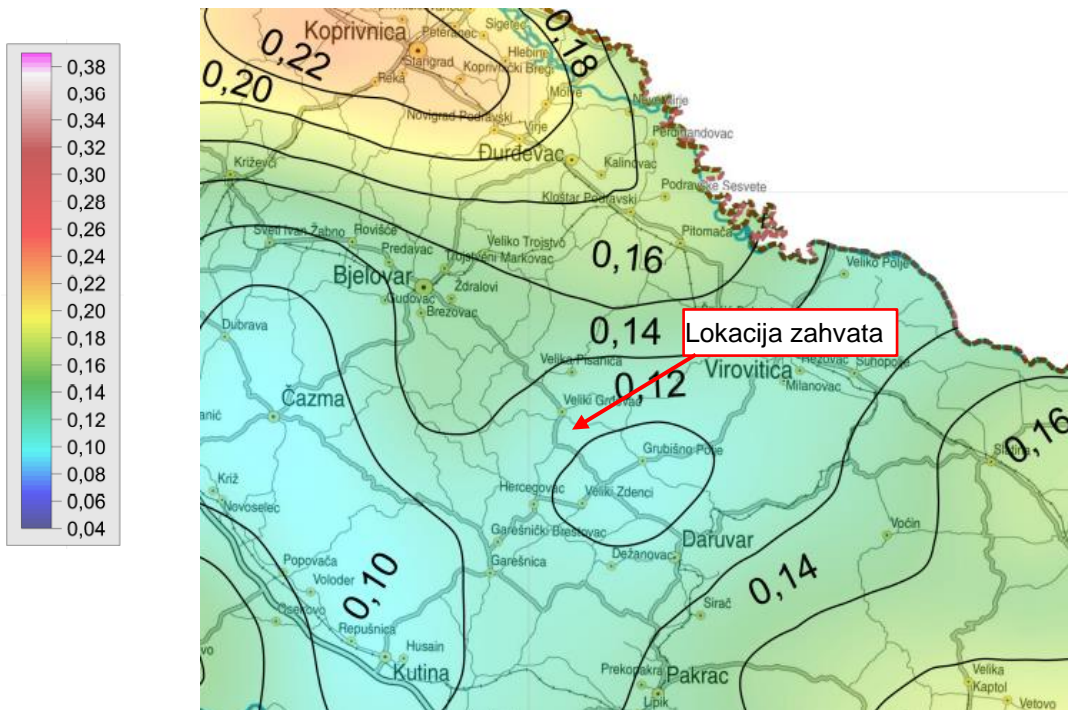 0,38
0,36
0,34
0,32
0,30
0,28
0,26
0,24
0,22
0,20
0,18
0,16
0,14
0,12
0,10
0,08
0,06
0,04
Koprivnica
Peteranec
Sigetec
Hlebine
Starigrad
Koprivnički Bregi
Reka
0,22
0,18
0,20
Molve
Novigrad Podravski
Virje
Ferdinandovac
Đurđevac
Kalinovac
Križevci
Podravske Sesvete
Kloštar Podravski
Pitomača
Sveti Ivan Žabno
Rovišće
Predavac
Veliko Trojstvo
0,16
Veliko Polje
Bjelovar
Ždralovi
Gudovac
Brezovac
Dubrava
0,14
Lokacija zahvata
Velika Pisanica
Virovitica
Suhopolje
Milanovac
0,12
Čazma
Veliki Grđevac
0,16
Slatina
Grubišno Polje
Križ
Novoselec
Hercegovac
Veliki Zdenci
Voćin
Garešnički Brestovac
Daruvar
Dežanovac
Garešnica
Popovača
Voloder
0,10
0,14
Osekovo
Sirač
Repušnica
Husain
Kutina
Prekopakra
Pakrac
Lipik
Velika
Kaptol
Vetovo